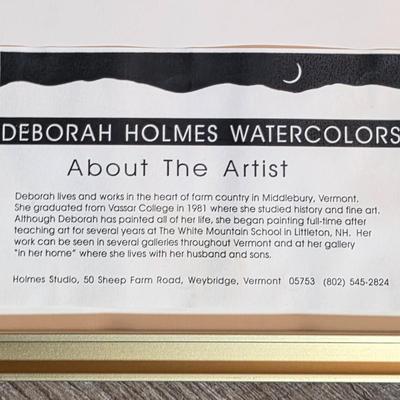 DEBORAH HOLMES WATERCOLORS
About The Artist
Deborah lives and works in the heart of farm country in Middlebury, Vermont.
She graduated from Vassar College in 1981 where she studied history and fine art.
Although Deborah has painted all of her life, she began painting full-time after
teaching art for several years at The White Mountain School in Littleton, NH. Her
work can be seen in several galleries throughout Vermont and at her gallery
"in her home" where she lives with her husband and sons.
Holmes Studio, 50 Sheep Farm Road, Weybridge, Vermont 05753 (802) 545-2824